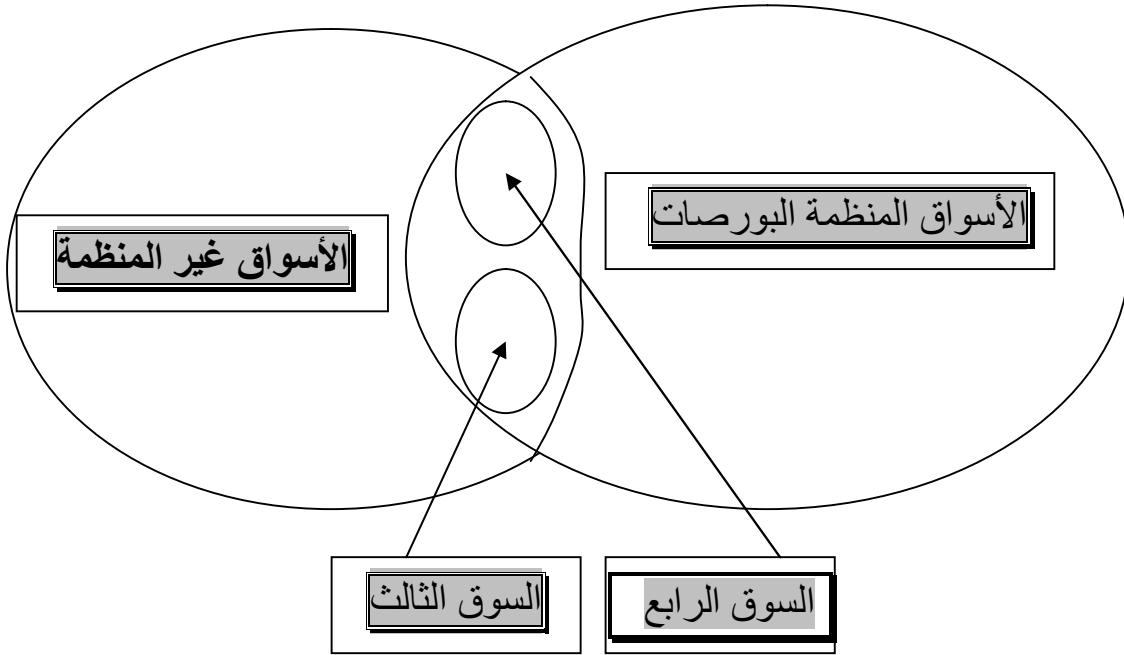 الأسواق المنظمة البورصات
الأسواق غير المنظمة
السوق الرابع
السوق الثالث